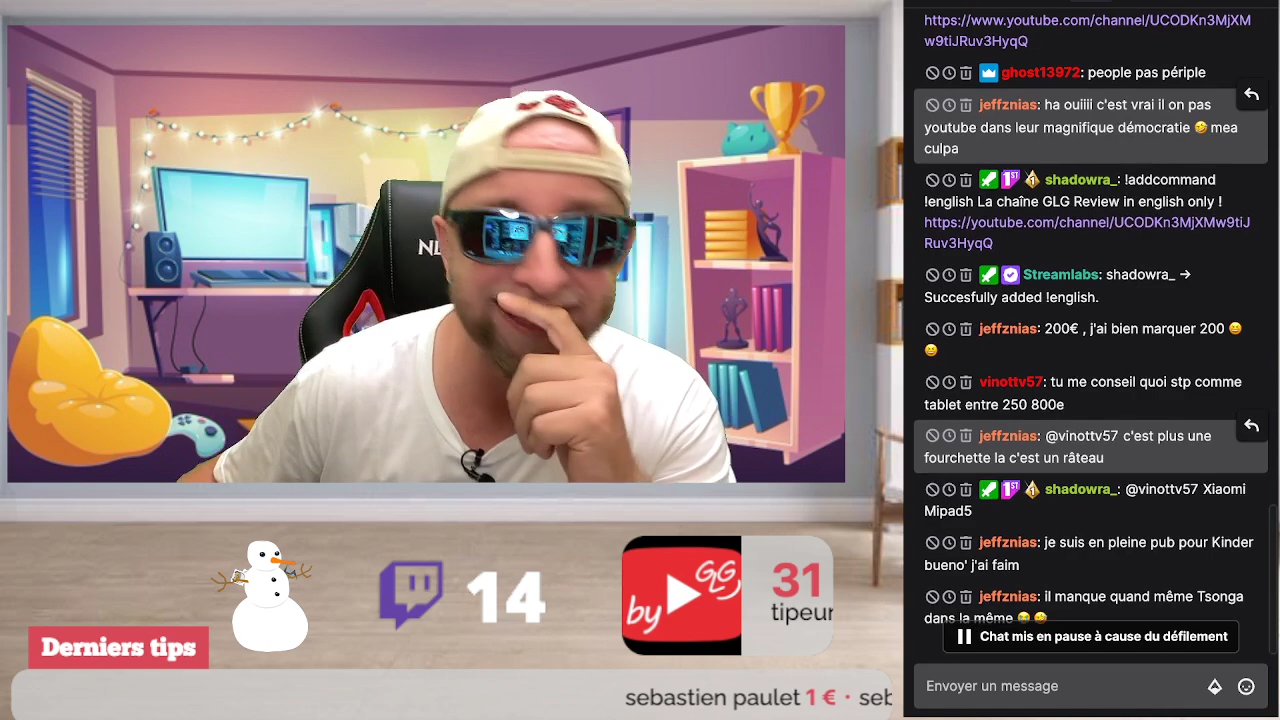 https://www.youtube.com/channel/UCODKn3MjXM
w9tiJRuv3HyqQ
ghost13972: people pas périple
jeffznias: ha ouiiii c'est vrai il on pas
youtube dans leur magnifique démocratie 🤣 mea
culpa
1ST shadowra_: !addcommand
!english La chaîne GLG Review in english only !
https://youtube.com/channel/UCODKn3MjXMw9tiJ
Ruv3HyqQ
Streamlabs: shadowra_ ->
Succesfully added !english.
jeffznias: 200€ , j'ai bien marquer 200 😆
😆
vinottv57: tu me conseil quoi stp comme
tablet entre 250 800e
jeffznias: @vinottv57 c'est plus une
fourchette la c'est un râteau
1ST shadowra_: @vinottv57 Xiaomi
Mipad5
jeffznias: je suis en pleine pub pour Kinder
bueno' j'ai faim
jeffznias: il manque quand même Tsonga
dans la même 😂🤣
Chat mis en pause à cause du défilement
Envoyer un message
14
by GLG
31
tipeur
Derniers tips
sebastien paulet 1 € · seb